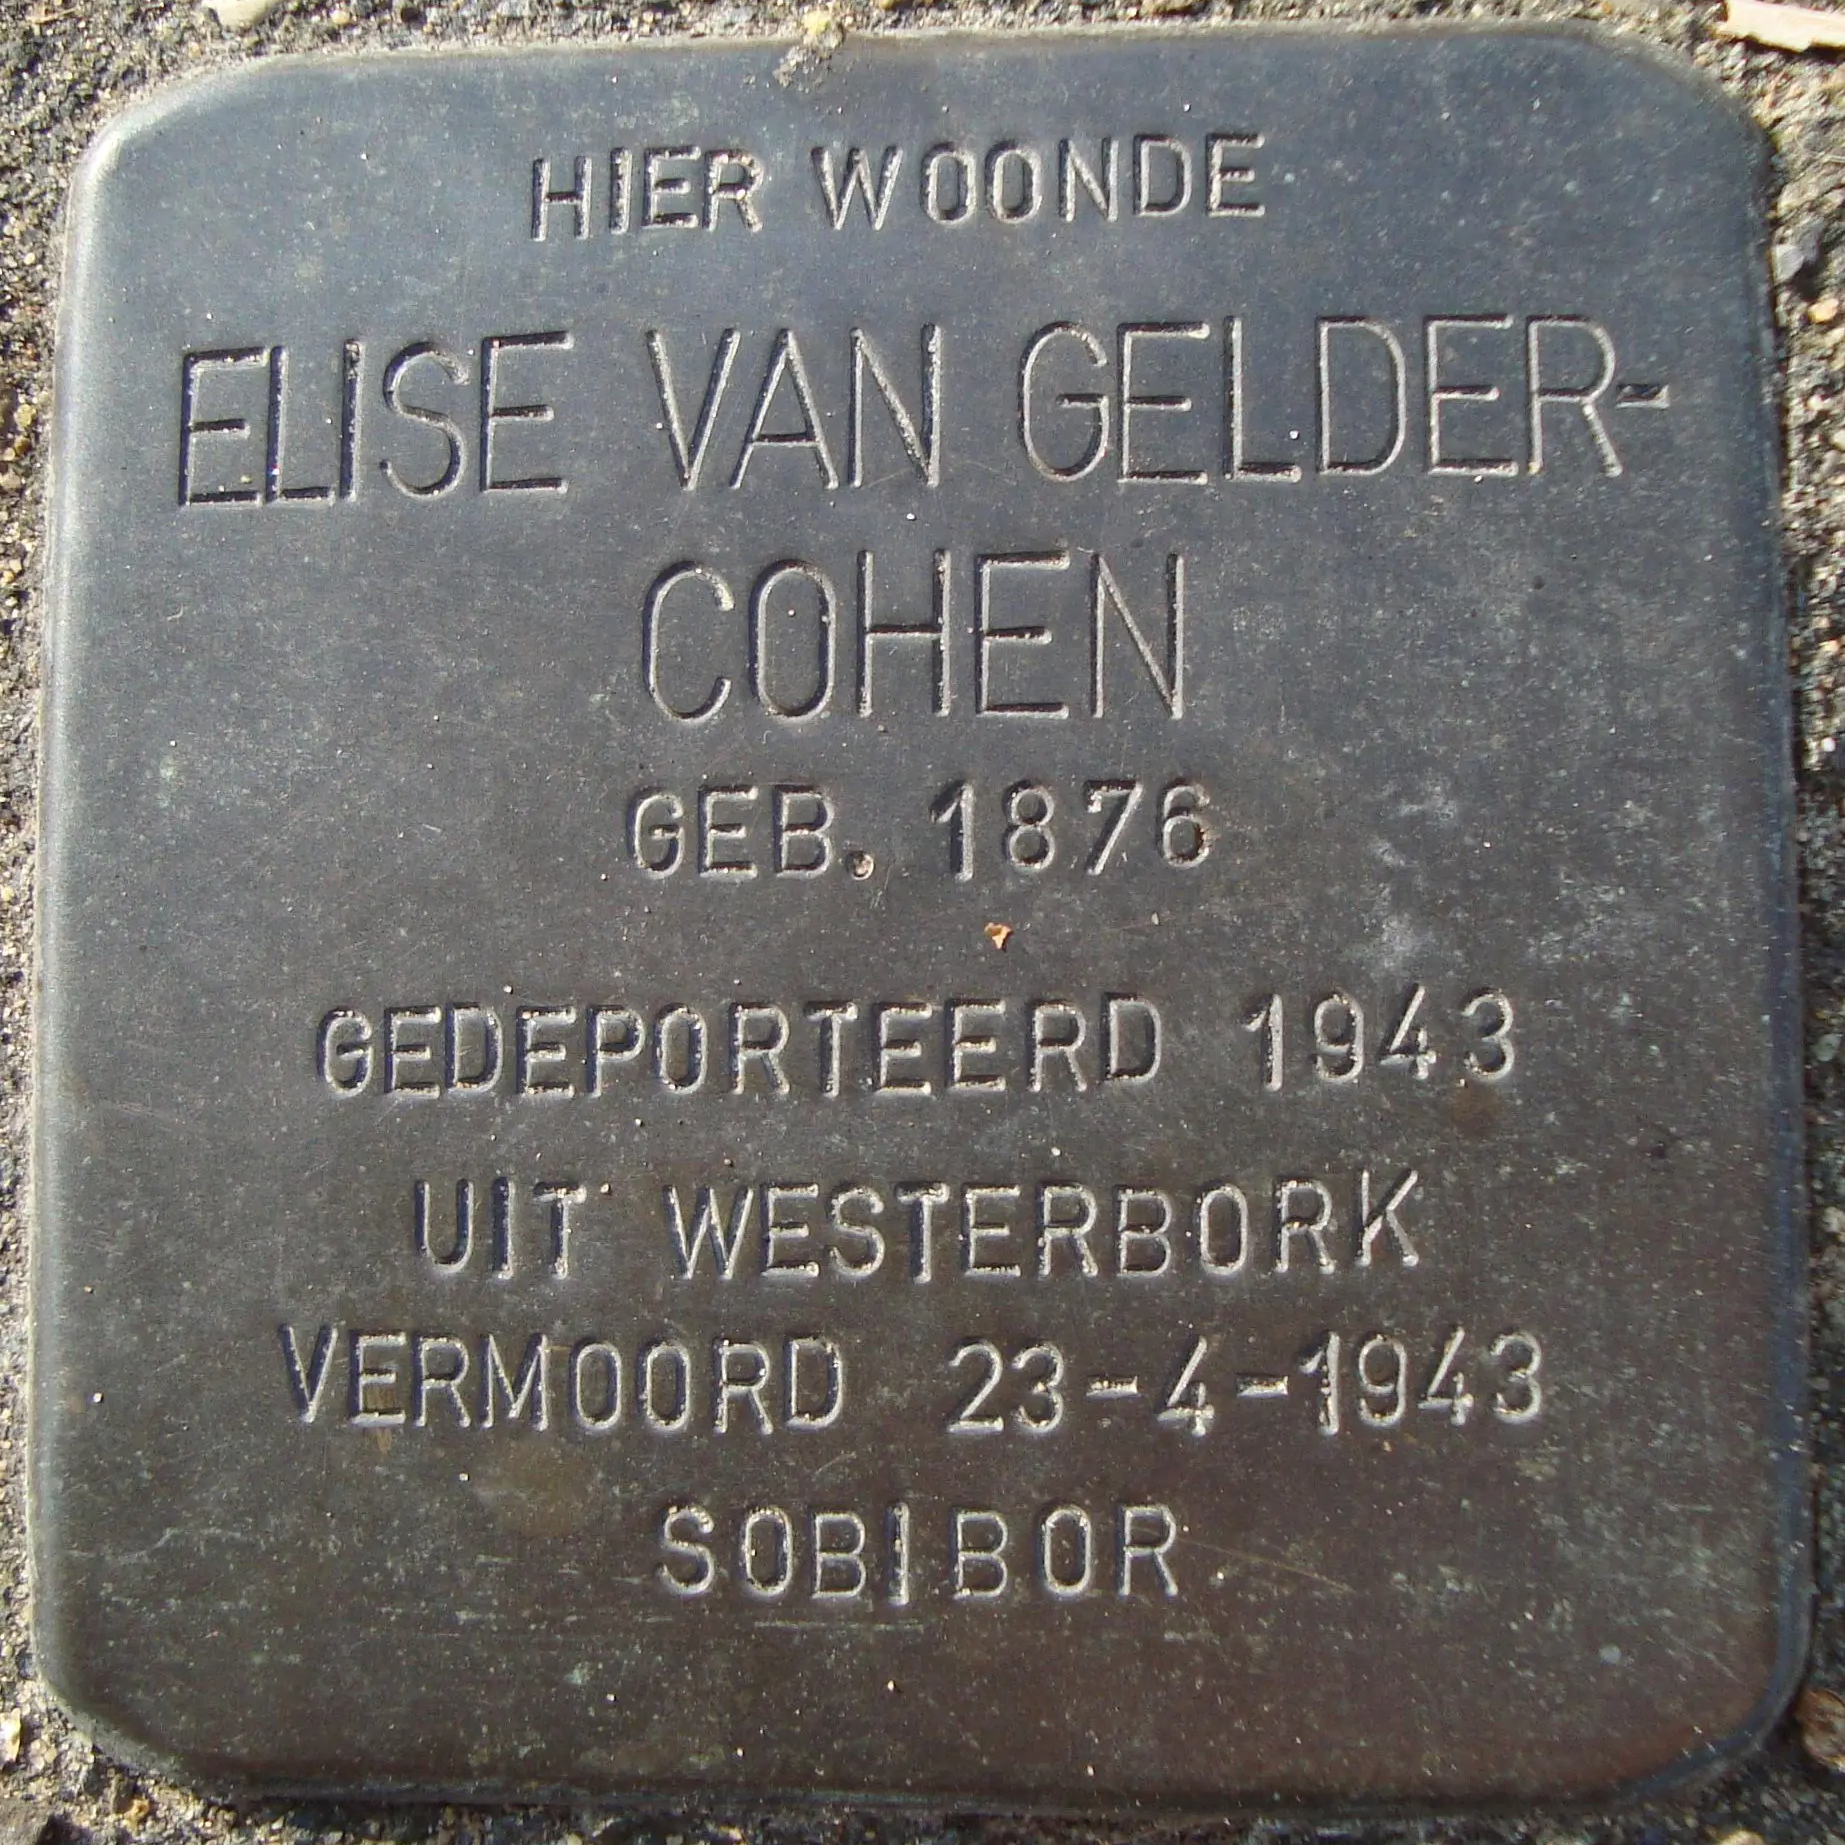 HIER WOONDE
ELISE VAN GELDER-
COHEN
GEB. 1876
GEDEPORTEERD 1943
UIT WESTERBORK
VERMOORD 23-4-1943
SOBIBOR